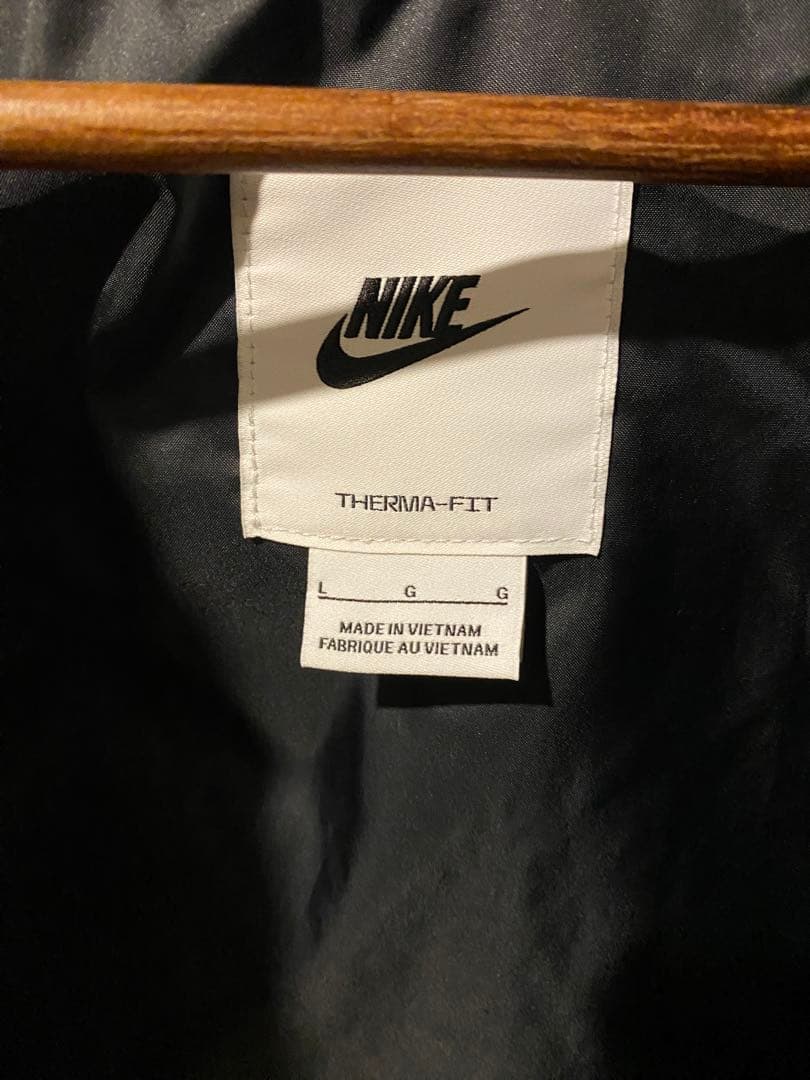 NIKE
THERMA-FIT
L G G
MADE IN VIETNAM
FABRIQUE AU VIETNAM